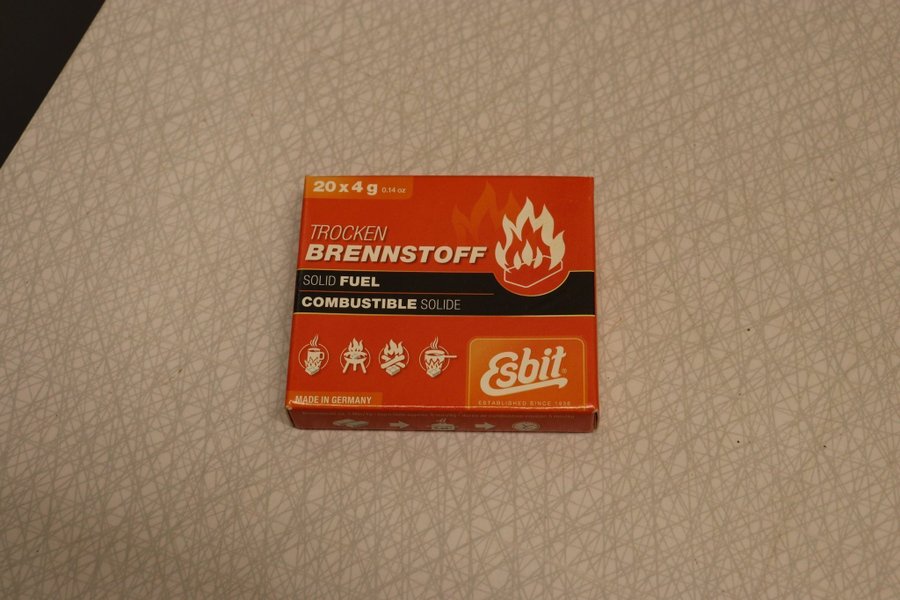 20 x 4 g 0.14 oz
TROCKEN
BRENNSTOFF
SOLID FUEL
COMBUSTIBLE SOLIDE
Esbit®
ESTABLISHED SINCE 1936
MADE IN GERMANY